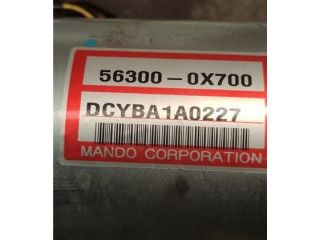 56300-0X700
DCYBA1A0227
MANDO CORPORATION